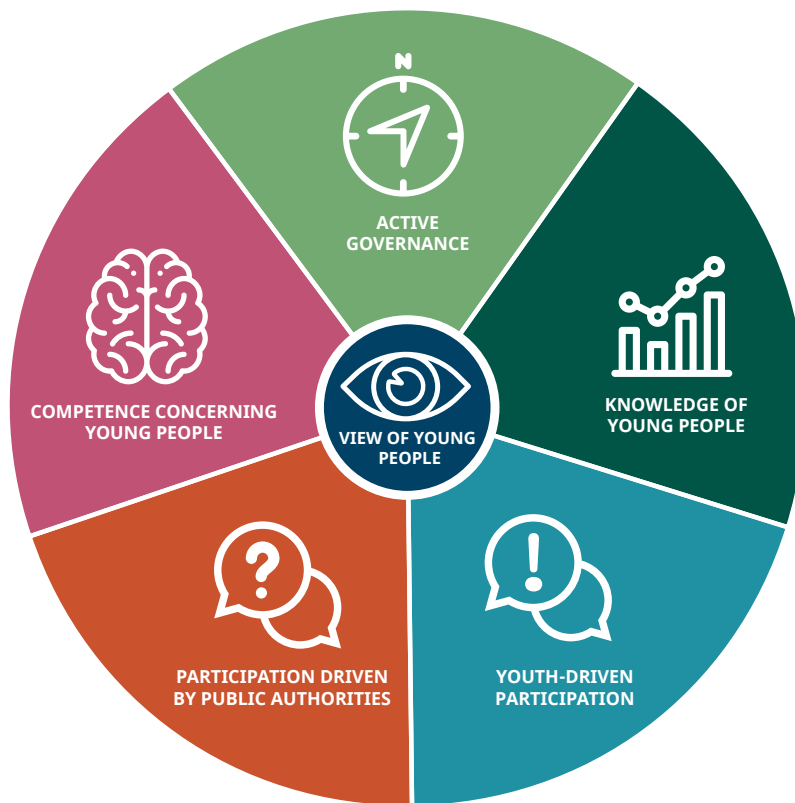 N
ACTIVE
GOVERNANCE
KNOWLEDGE OF
YOUNG PEOPLE
YOUTH-DRIVEN
PARTICIPATION
PARTICIPATION DRIVEN
BY PUBLIC AUTHORITIES
COMPETENCE CONCERNING
YOUNG PEOPLE
VIEW OF YOUNG
PEOPLE
?
!